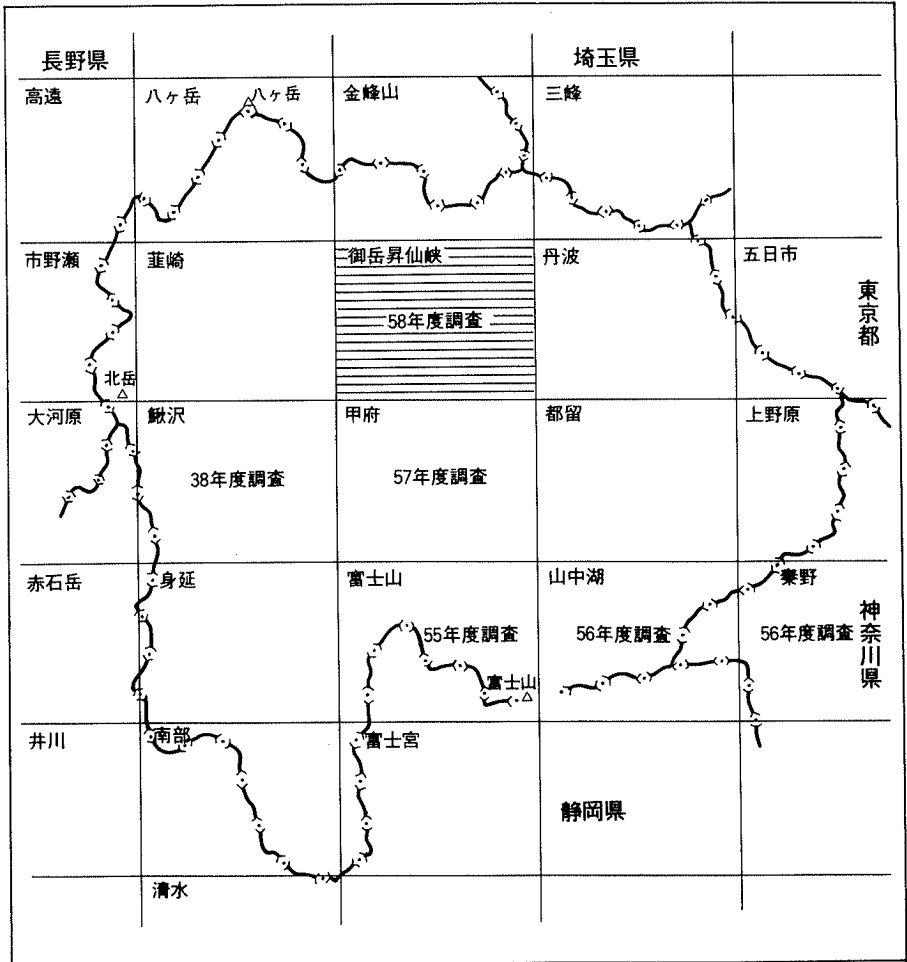 長野県
埼玉県
高遠
八ヶ岳
八ヶ岳
金峰山
三峰
市野瀬
韮崎
御岳昇仙峡
丹波
五日市
東京都
58年度調査
北岳
大河原
鰍沢
甲府
都留
上野原
38年度調査
57年度調査
赤石岳
身延
富士山
山中湖
秦野
神奈川県
55年度調査
56年度調査
56年度調査
富士山
井川
南部
富士宮
静岡県
清水